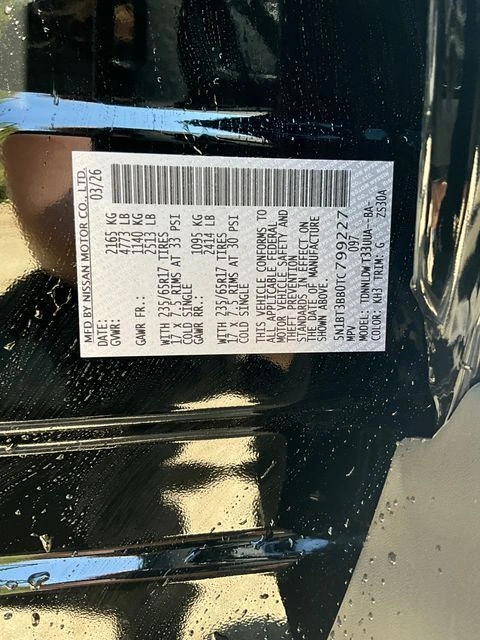 MFD BY NISSAN MOTOR CO., LTD.
DATE: 03/26
GVWR: 2165 KG
4773 LB
GAWR FR: 1140 KG
2513 LB
WITH 235/65R17 TIRES
17 X 7.5 RIMS AT 33 PSI
COLD SINGLE
GAWR RR: 1095 KG
2414 LB
WITH 235/65R17 TIRES
17 X 7.5 RIMS AT 30 PSI
COLD SINGLE
THIS VEHICLE CONFORMS TO
ALL APPLICABLE FEDERAL
MOTOR VEHICLE SAFETY AND
THEFT PREVENTION
STANDARDS IN EFFECT ON
THE DATE OF MANUFACTURE
SHOWN ABOVE.
5N1BT3BB0TC799227
MPV 097
MODEL: TDNNLDWT33UUA-BA-
COLOR: KH3 TRIM: G 2S30A